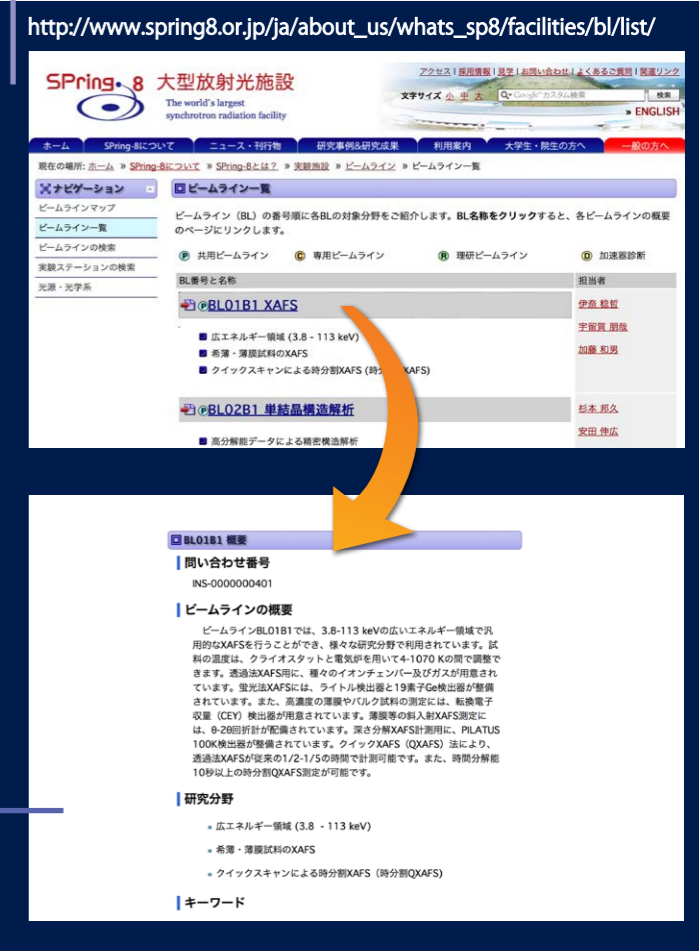 http://www.spring8.or.jp/ja/about_us/whats_sp8/facilities/bl/list/
アクセス | 採用情報 | 見学 | お問い合わせ | よくあるご質問 | 関連リンク
SPring-8 大型放射光施設
The world's largest
synchrotron radiation facility
文字サイズ 小 中 大 Google カスタム検索 検索
» ENGLISH
ホーム SPring-8について ニュース・刊行物 研究事例&研究成果 利用案内 大学生・院生の方へ 一般の方へ
現在の場所: ホーム » SPring-8について » SPring-8とは? » 実験施設 » ビームライン » ビームライン一覧
ナビゲーション
ビームラインマップ
ビームライン一覧
ビームラインの検索
実験ステーションの検索
光源・光学系
ビームライン一覧
ビームライン（BL）の番号順に各BLの対象分野をご紹介します。BL名称をクリックすると、各ビームラインの概要
のページにリンクします。
P 共用ビームライン C 専用ビームライン R 理研ビームライン D 加速器診断
BL番号と名称 担当者
P BL01B1 XAFS
伊奈 稔哲
宇留賀 朋哉
加藤 和男
広エネルギー領域 (3.8 - 113 keV)
希薄・薄膜試料のXAFS
クイックスキャンによる時分割XAFS (時分 XAFS)
P BL02B1 単結晶構造解析
杉本 邦久
安田 伸広
高分解能データによる精密構造解析
BL01B1 概要
問い合わせ番号
INS-0000000401
ビームラインの概要
ビームラインBL01B1では、3.8-113 keVの広いエネルギー領域で汎
用的なXAFSを行うことができ、様々な研究分野で利用されています。試
料の温度は、クライオスタットと電気炉を用いて4-1070 Kの間で調整で
きます。透過法XAFS用に、種々のイオンチェンバー及びガスが用意され
ています。蛍光法XAFSには、ライトル検出器と19素子Ge検出器が整備
されています。また、高濃度の薄膜やバルク試料の測定には、転換電子
収量（CEY）検出器が用意されています。薄膜等の斜入射XAFS測定に
は、θ-2θ回折計が配備されています。深さ分解XAFS計測用に、PILATUS
100K検出器が整備されています。クイックXAFS（QXAFS）法により、
透過法XAFSが従来の1/2-1/5の時間で計測可能です。また、時間分解能
10秒以上の時分割QXAFS測定が可能です。
研究分野
広エネルギー領域 (3.8 - 113 keV)
希薄・薄膜試料のXAFS
クイックスキャンによる時分割XAFS（時分割QXAFS)
キーワード